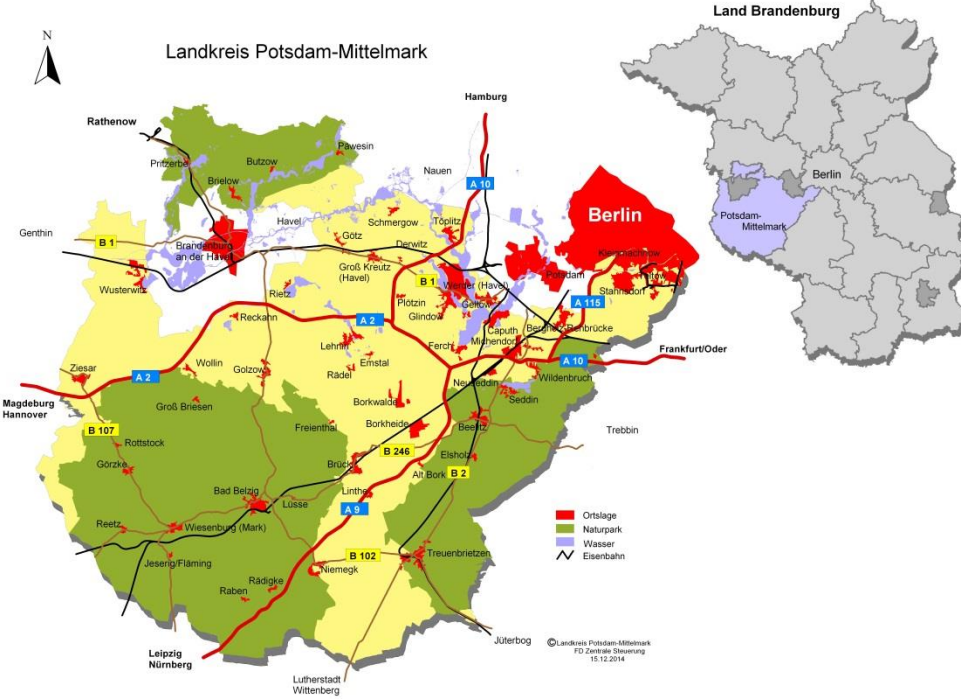 Land Brandenburg
N
Landkreis Potsdam-Mittelmark
Hamburg
Rathenow
Pawesin
Pritzerbe
Butzow
Nauen
Berlin
A 10
Brielow
Schmergow
Töplitz
Berlin
Potsdam-
Mittelmark
Havel
Genthin
B 1
Götz
Derwitz
Brandenburg
an der Havel
Kleinmachnow
Groß Kreutz
(Havel)
B 1
Potsdam
Teltow
Wusterwitz
Rietz
Werder (Havel)
Stahnsdorf
Plötzin
Geltow
A 115
Glindow
Reckahn
A 2
Caputh
Bergholz-Rehbrücke
Michendorf
Lehnin
Ferch
Frankfurt/Oder
Emstal
A 10
Ziesar
Wollin
Golzow
Rädel
Wildenbruch
A 2
Neuseddin
Seddin
Magdeburg
Hannover
Groß Briesen
Borkwalde
Freienthal
Borkheide
Beelitz
B 107
Trebbin
Rottstock
B 246
Elsholz
Görzke
Brück
Alt Bork
B 2
Bad Belzig
Linthe
Lüsse
A 9
Ortslage
Reetz
Wiesenburg (Mark)
Naturpark
Wasser
B 102
Treuenbrietzen
Eisenbahn
Jeserig/Fläming
Niemegk
Rädigke
Raben
Jüterbog
©Landkreis Potsdam-Mittelmark
FD Zentrale Steuerung
15.12.2014
Leipzig
Nürnberg
Lutherstadt
Wittenberg